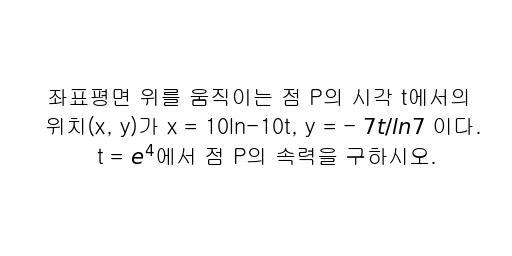 좌표평면 위를 움직이는 점 P의 시각 t에서의
위치(x, y)가 x = 10ln-10t, y = - 7t/ln7 이다.
t = e⁴에서 점 P의 속력을 구하시오.